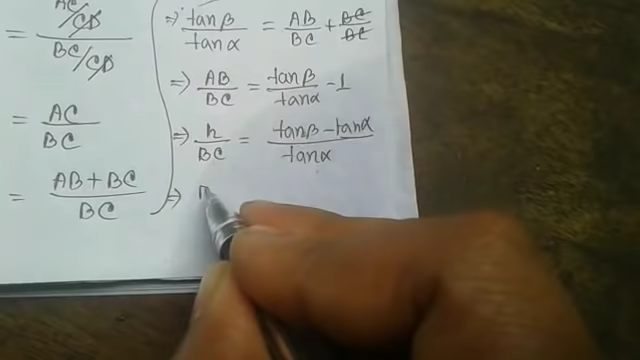 = AC/CD / BC/CD
= AC / BC
= AB + BC / BC
⇒ tanβ / tanα = AB / BC + BC / BC
⇒ AB / BC = tanβ / tanα - 1
⇒ h / BC = tanβ - tanα / tanα
⇒